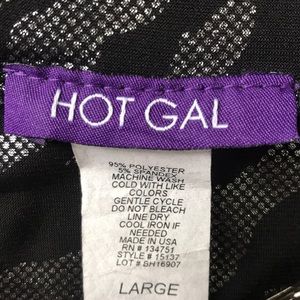 HOT GAL
95% POLYESTER
5% SPANDEX
MACHINE WASH
COLD WITH LIKE
COLORS
GENTLE CYCLE
DO NOT BLEACH
LINE DRY
COOL IRON IF
NEEDED
MADE IN USA
RN # 134751
STYLE # 15137
LOT # SH16907
LARGE